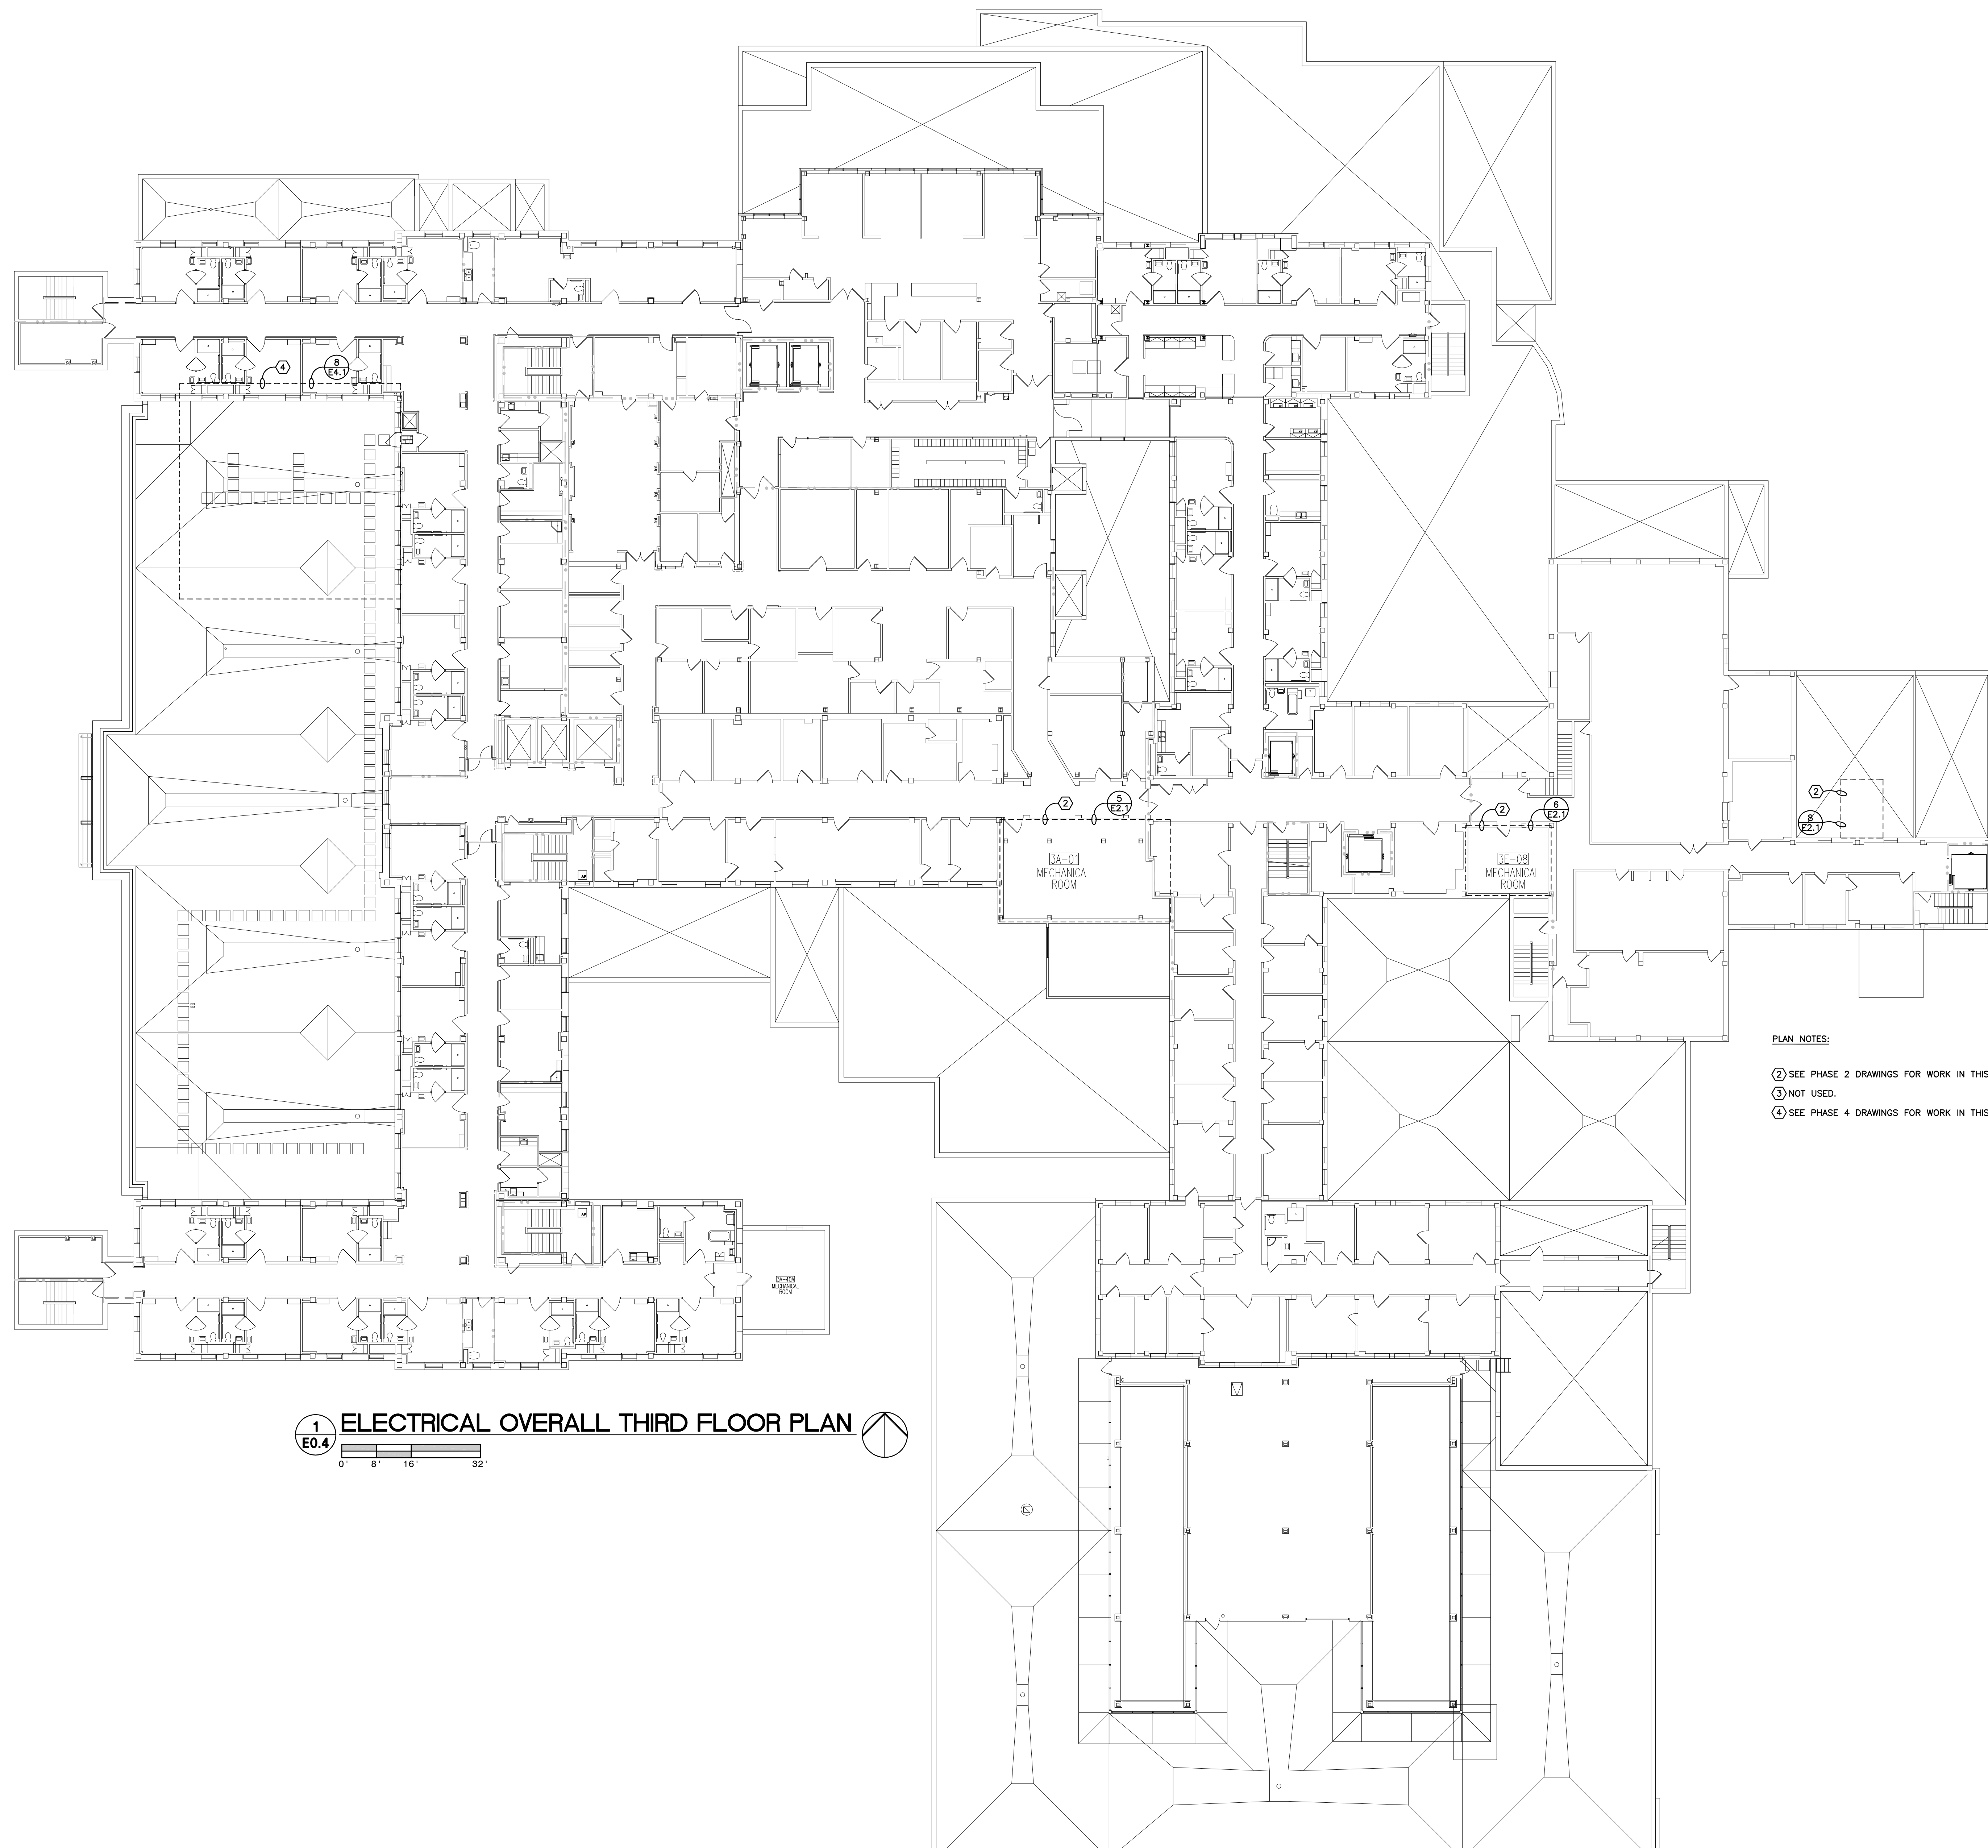 4
8
E4.1
2
5
E2.1
2
6
E2.1
2
8
E2.1
3A-01
MECHANICAL
ROOM
3E-08
MECHANICAL
ROOM
PLAN NOTES:
2 SEE PHASE 2 DRAWINGS FOR WORK IN THIS
3 NOT USED.
4 SEE PHASE 4 DRAWINGS FOR WORK IN THIS
MECHANICAL
ROOM
1
E0.4
ELECTRICAL OVERALL THIRD FLOOR PLAN
0' 8' 16' 32'